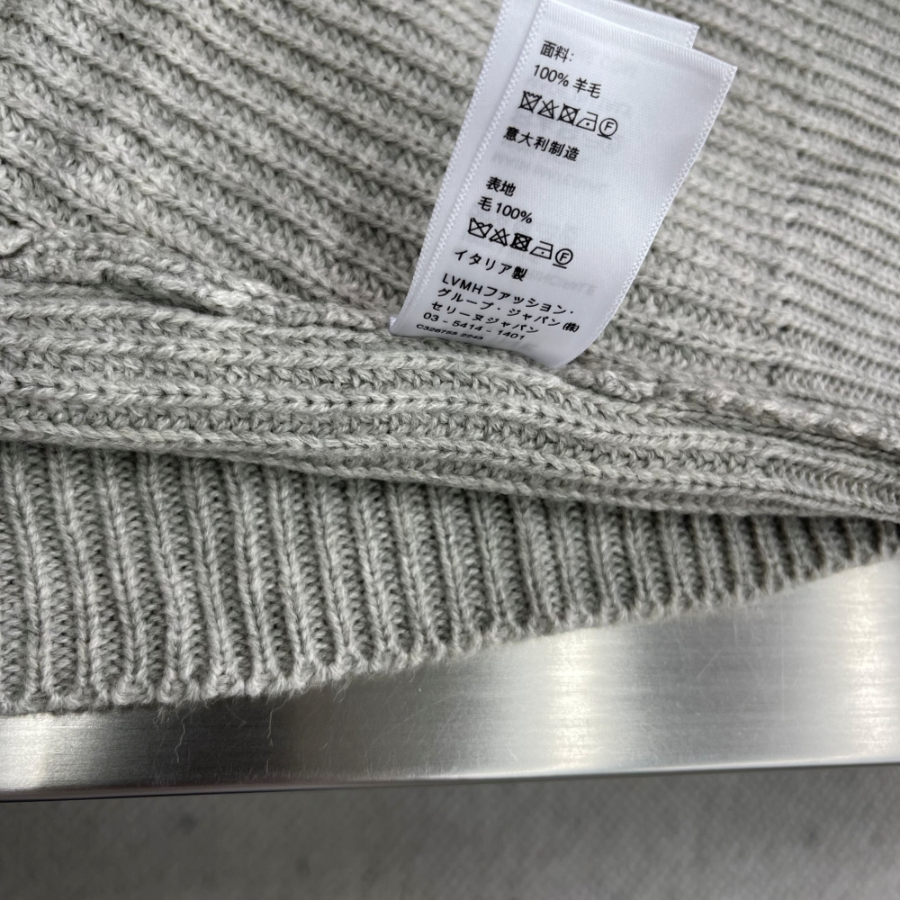 面料:
100% 羊毛
Ⓕ
意大利制造
表地
毛100%
Ⓕ
イタリア製
LVMHファッション・
グループ・ジャパン㈱
セリーヌジャパン
03 - 5414 - 1401